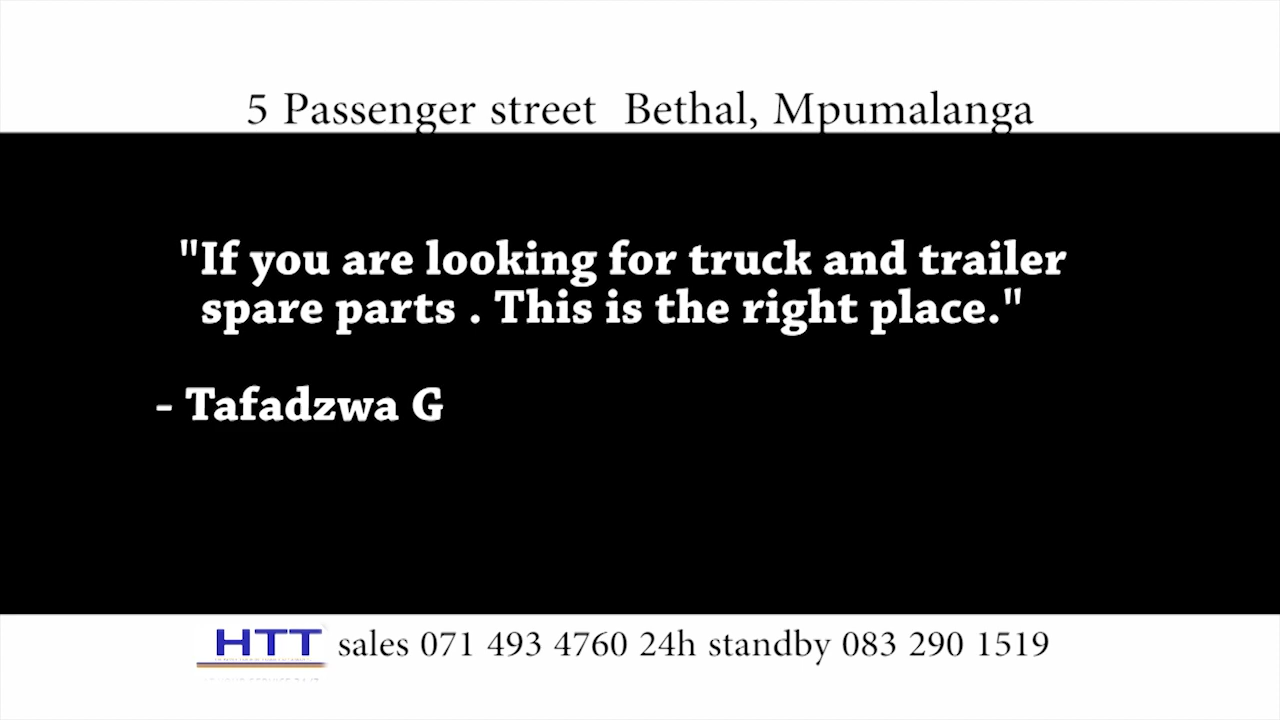 5 Passenger street Bethal, Mpumalanga
"If you are looking for truck and trailer
spare parts . This is the right place."
- Tafadzwa G
HTT sales 071 493 4760 24h standby 083 290 1519